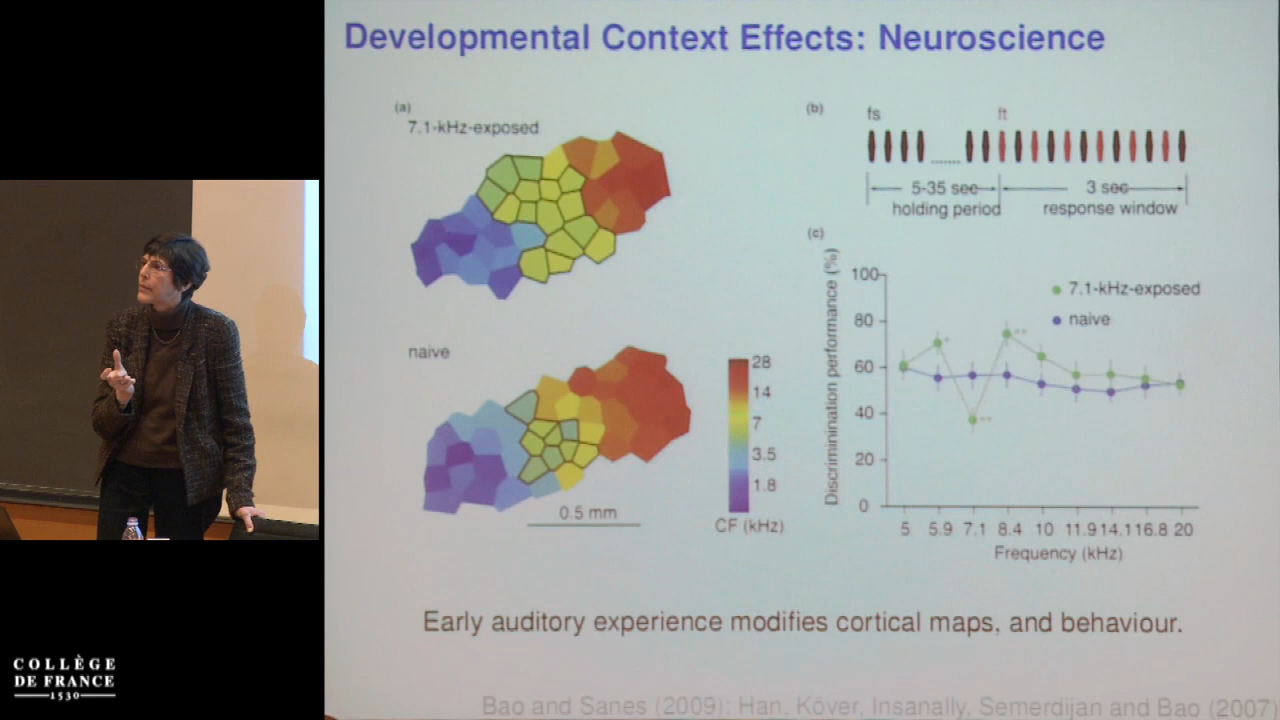 Developmental Context Effects: Neuroscience
(a)
7.1-kHz-exposed
naive
0.5 mm
28
14
7
3.5
1.8
CF (kHz)
(b)
fs
ft
5-35 sec
3 sec
holding period
response window
(c)
Discriminination performance (%)
100
80
60
40
20
0
7.1-kHz-exposed
naive
5 5.9 7.1 8.4 10 11.9 14.1 16.8 20
Frequency (kHz)
Early auditory experience modifies cortical maps, and behaviour.
Bao and Sanes (2009); Han, Köver, Insanally, Semerdijan and Bao (2007)
COLLÈGE
DE FRANCE
1530